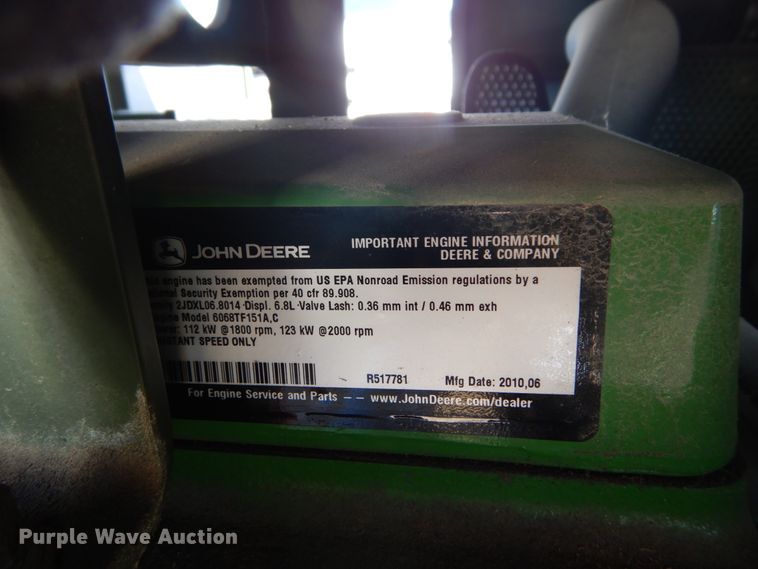 JOHN DEERE
IMPORTANT ENGINE INFORMATION
DEERE & COMPANY
engine has been exempted from US EPA Nonroad Emission regulations by a
Security Exemption per 40 cfr 89.908.
2JDXL06.8014 Displ. 6.8L Valve Lash: 0.36 mm int / 0.46 mm exh
Model 6068TF151A,C
112 kW @1800 rpm, 123 kW @2000 rpm
SPEED ONLY
R517781 Mfg Date: 2010,06
For Engine Service and Parts -- www.JohnDeere.com/dealer
Purple Wave Auction